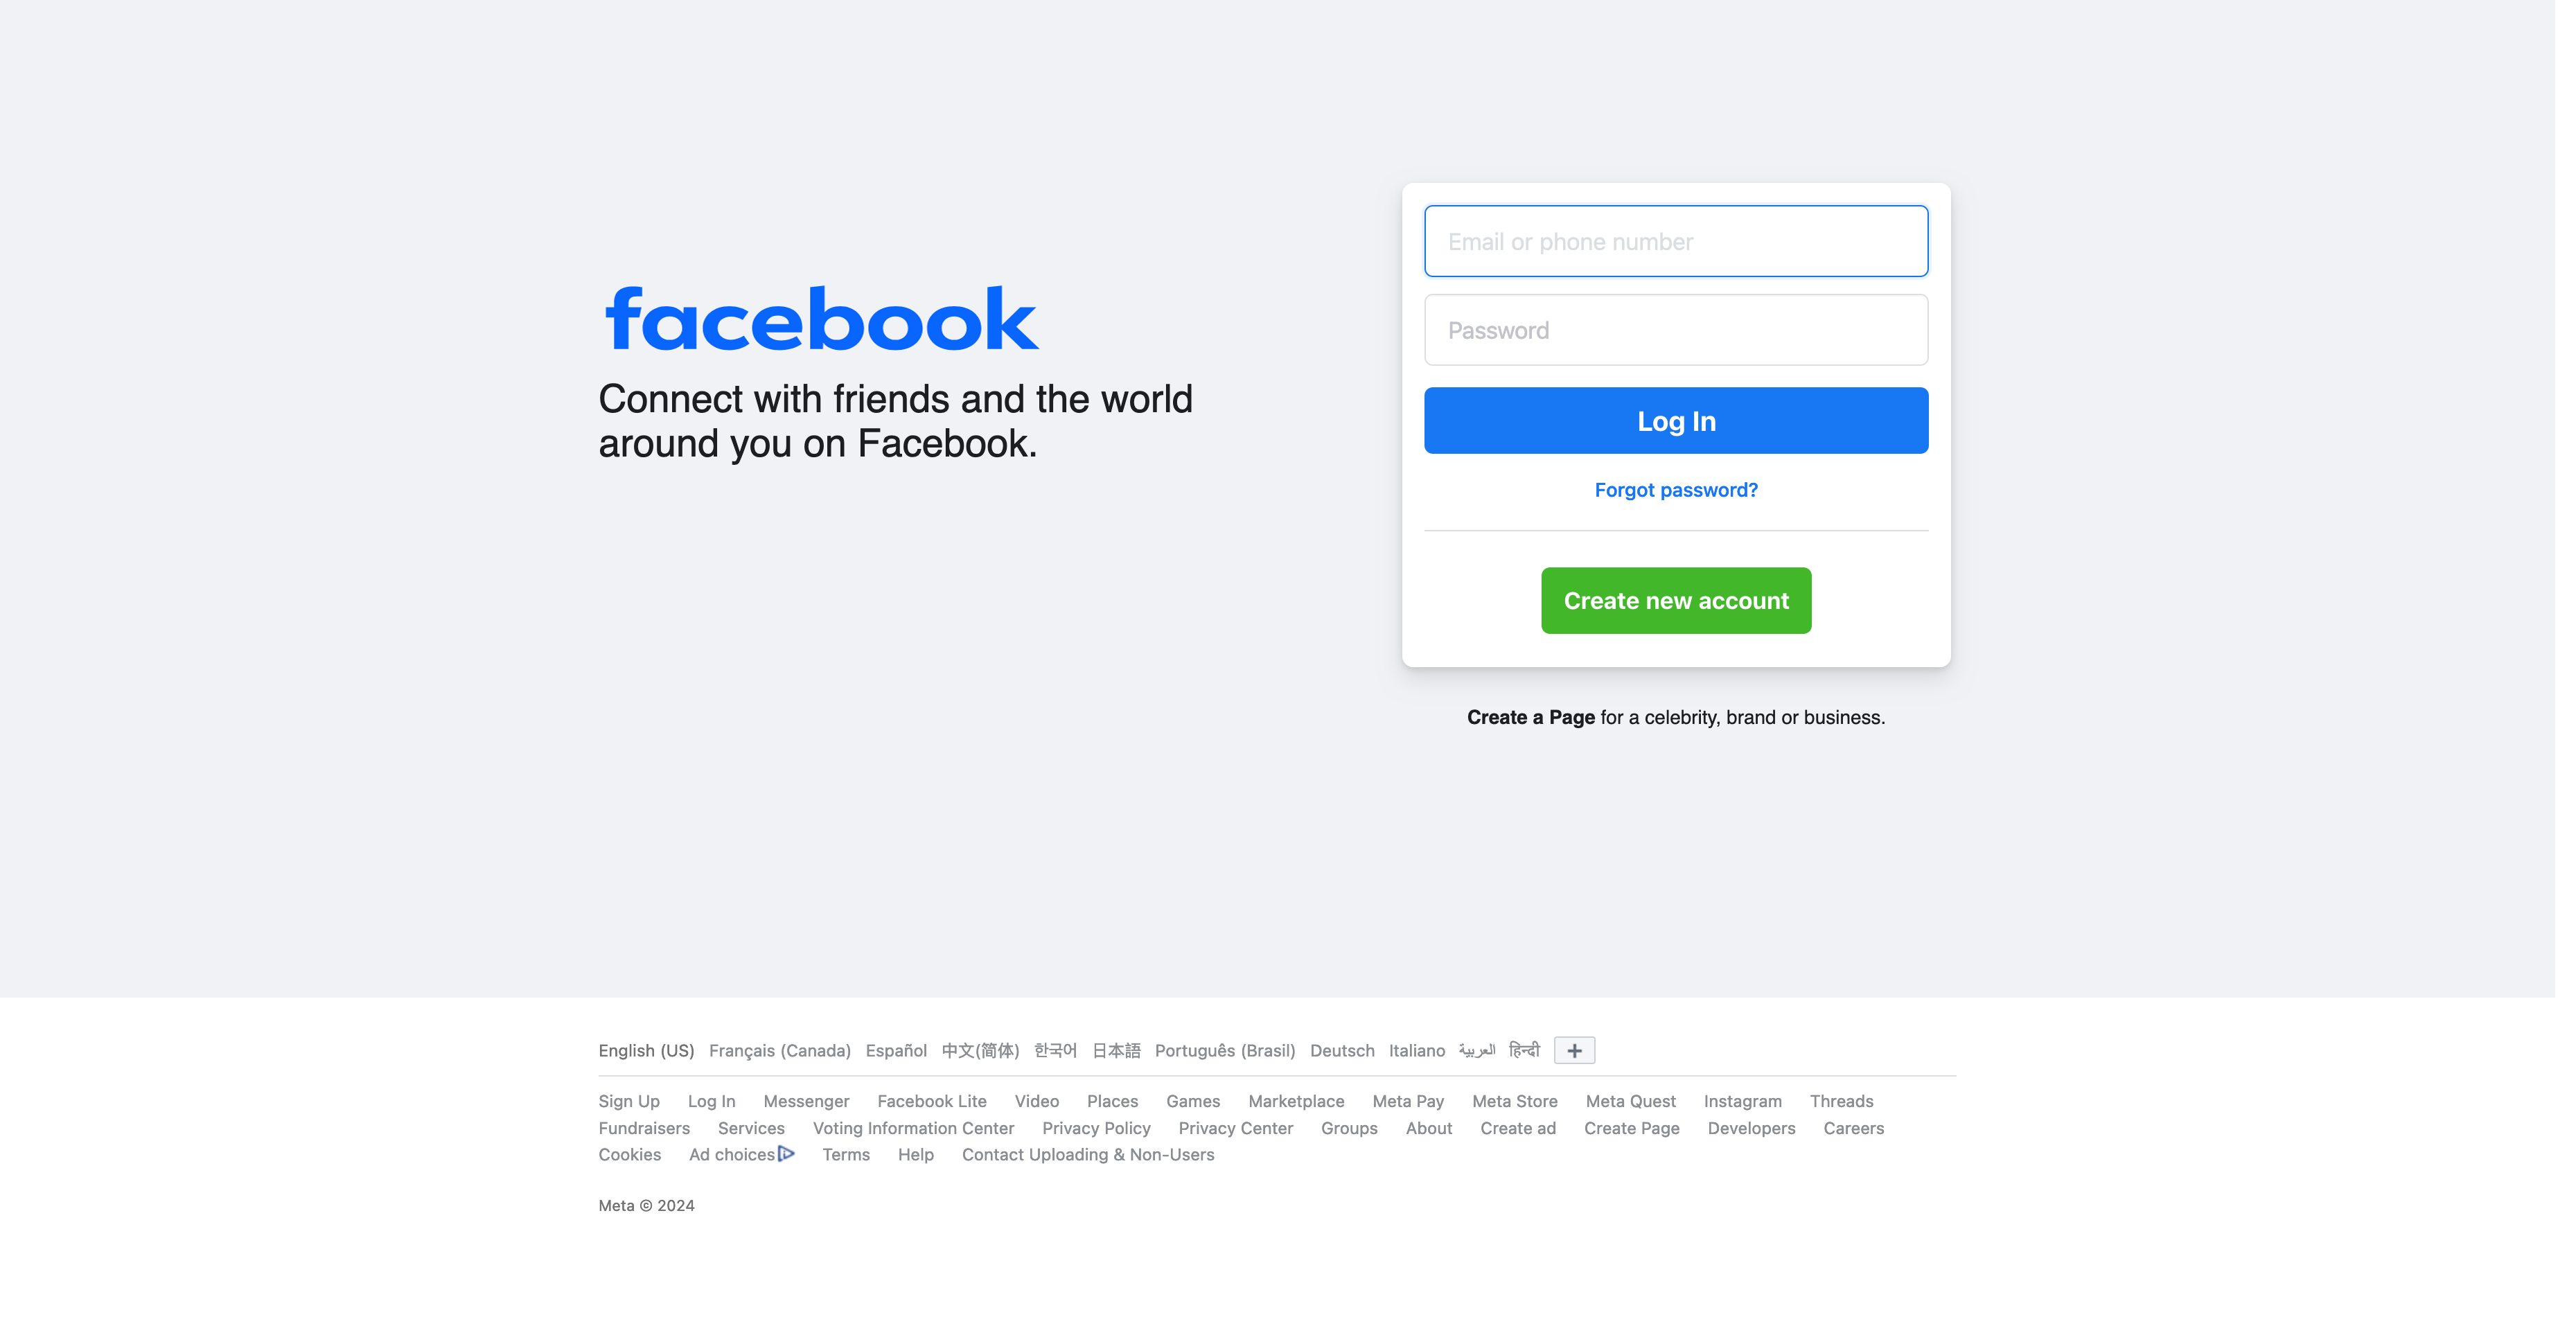 facebook
Connect with friends and the world
around you on Facebook.
Email or phone number
Password
Log In
Forgot password?
Create new account
Create a Page for a celebrity, brand or business.
English (US) Français (Canada) Español 中文(简体) 한국어 日本語 Português (Brasil) Deutsch Italiano العربية हिन्दी +
Sign Up Log In Messenger Facebook Lite Video Places Games Marketplace Meta Pay Meta Store Meta Quest Instagram Threads
Fundraisers Services Voting Information Center Privacy Policy Privacy Center Groups About Create ad Create Page Developers Careers
Cookies Ad choices Terms Help Contact Uploading & Non-Users
Meta © 2024